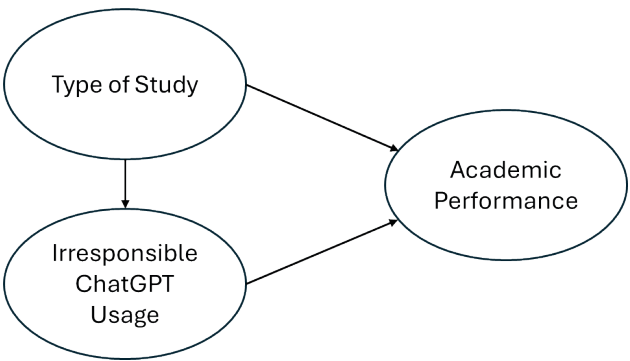 Type of Study
Academic
Performance
Irresponsible
ChatGPT
Usage